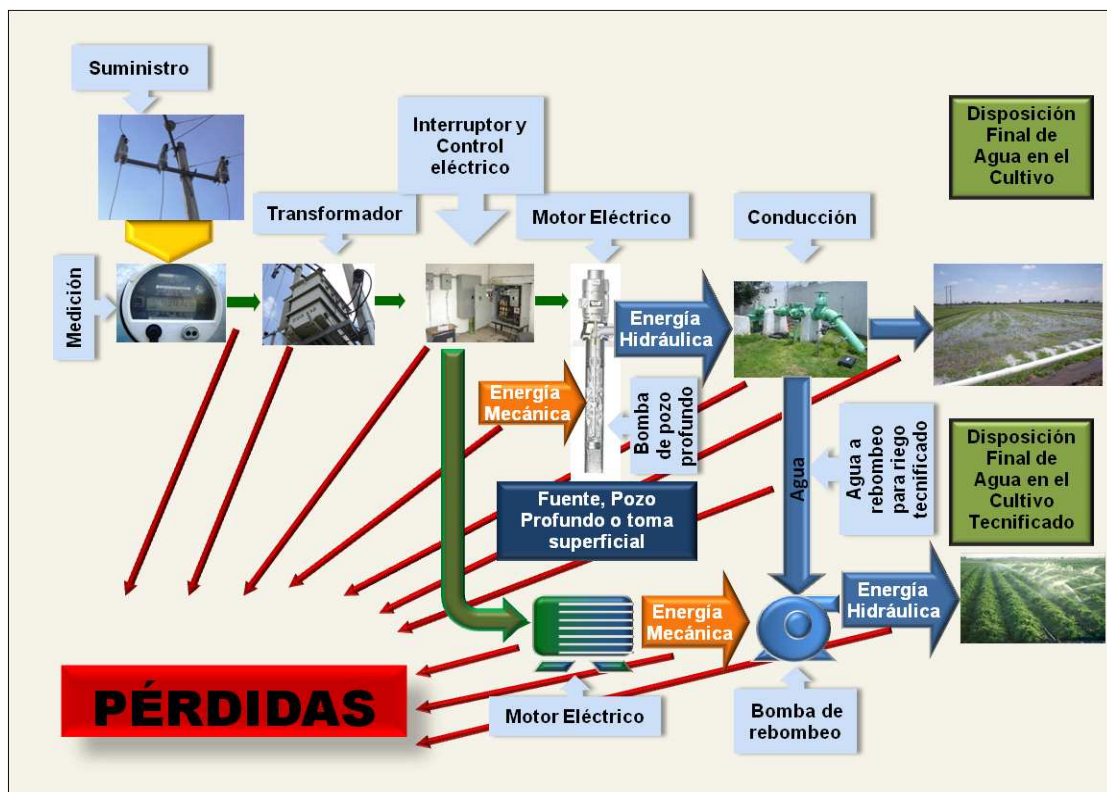 Suministro
Interruptor y
Control
eléctrico
Disposición
Final de
Agua en el
Cultivo
Transformador
Motor Eléctrico
Conducción
Medición
Energía
Hidráulica
Energía
Mecánica
Bomba
de pozo
profundo
Agua
Agua a
rebombeo
para riego
tecnificado
Disposición
Final de
Agua en el
Cultivo
Tecnificado
Fuente, Pozo
Profundo o toma
superficial
Energía
Mecánica
Energía
Hidráulica
PÉRDIDAS
Motor Eléctrico
Bomba de
rebombeo